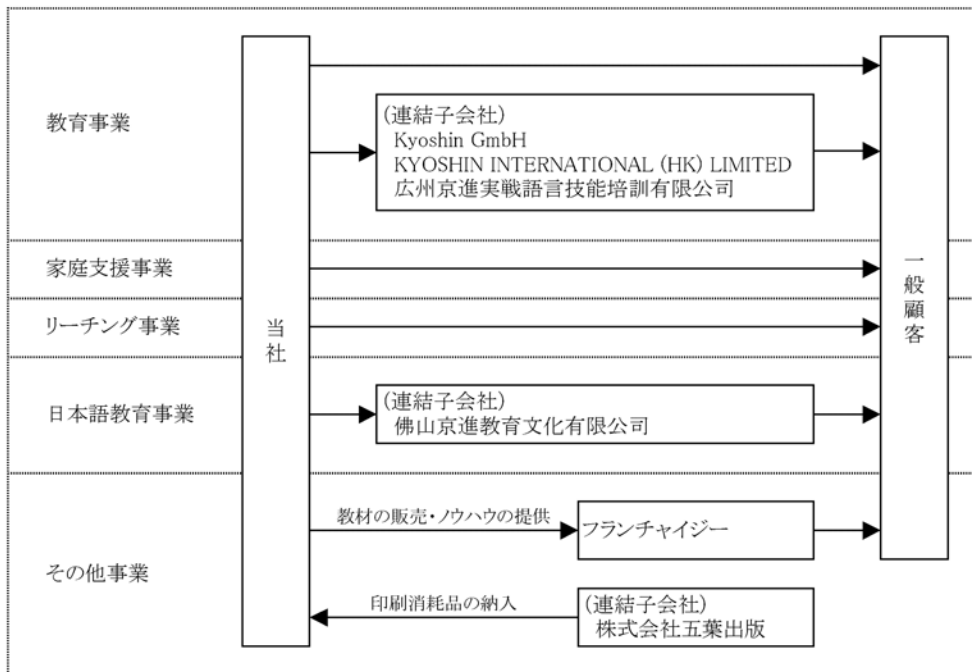 教育事業
(連結子会社)
Kyoshin GmbH
KYOSHIN INTERNATIONAL (HK) LIMITED
広州京進実戦語言技能培訓有限公司
家庭支援事業
リーチング事業
当社
一般顧客
日本語教育事業
(連結子会社)
佛山京進教育文化有限公司
その他事業
教材の販売・ノウハウの提供
フランチャイジー
印刷消耗品の納入
(連結子会社)
株式会社五葉出版